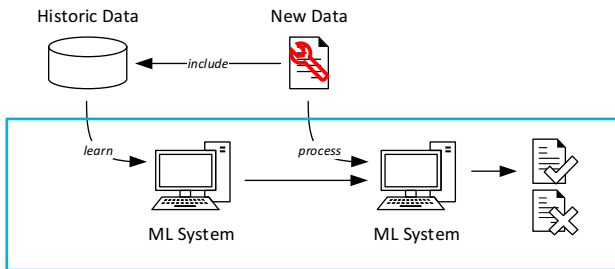 Historic Data
New Data
include
learn
process
ML System
ML System